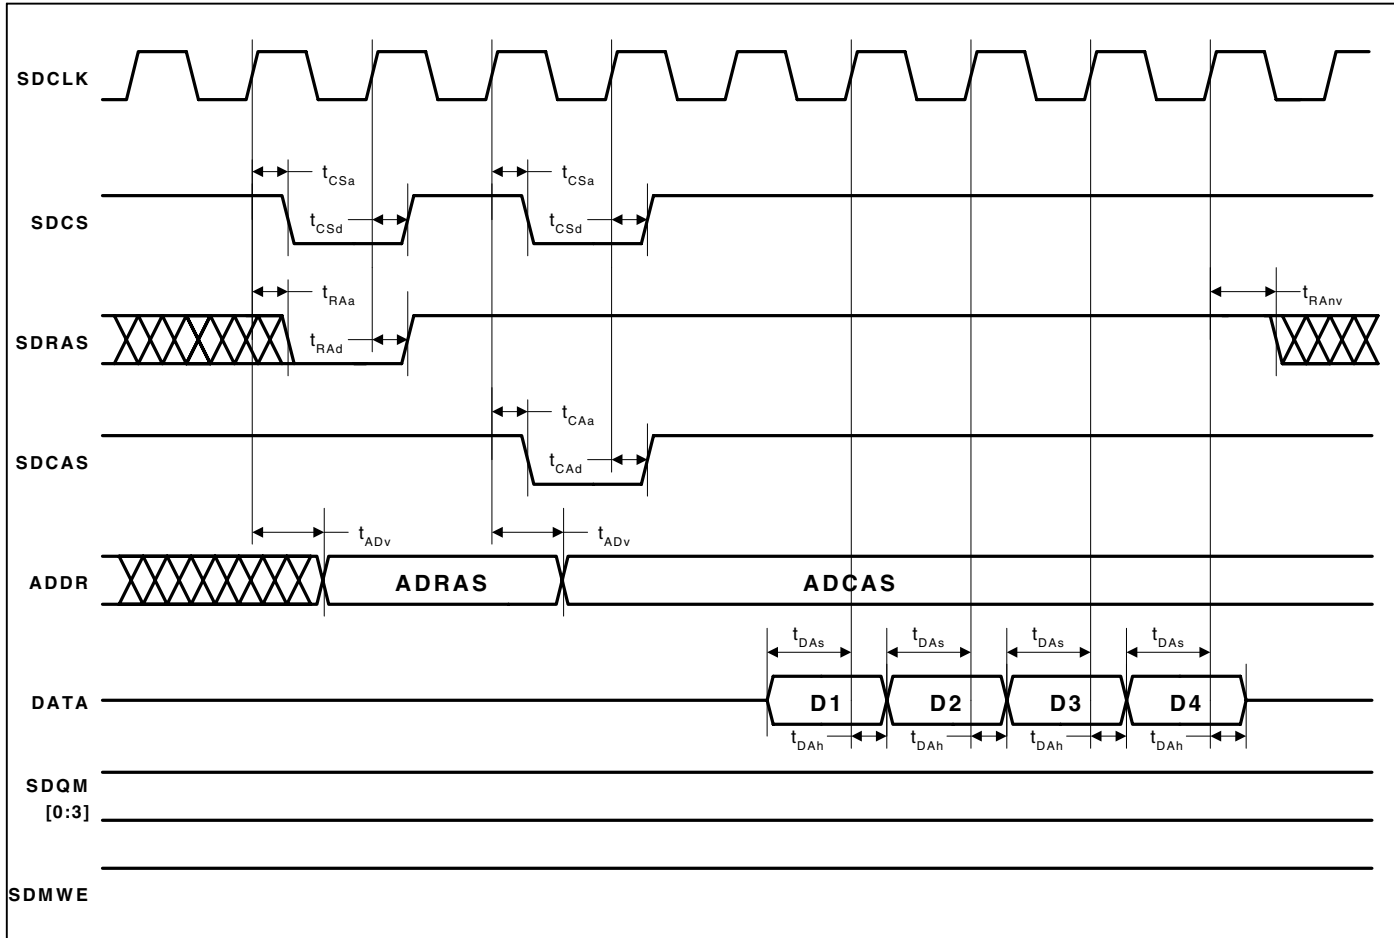 SDCLK
tCSa tCSa
SDCS
tCSd tCSd
tRAa tRAnv
SDRAS
tRAd
tCAa
SDCAS
tCAd
tADv tADv
ADDR ADRAS ADCAS
tDAs tDAs tDAs tDAs
DATA D1 D2 D3 D4
tDAh tDAh tDAh tDAh
SDQM
[0:3]
SDMWE